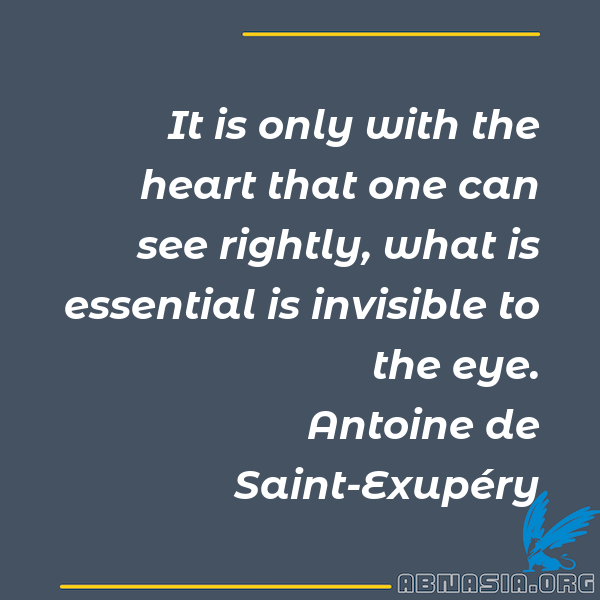 It is only with the
heart that one can
see rightly, what is
essential is invisible to
the eye.
Antoine de
Saint-Exupéry
ABNASIA.ORG